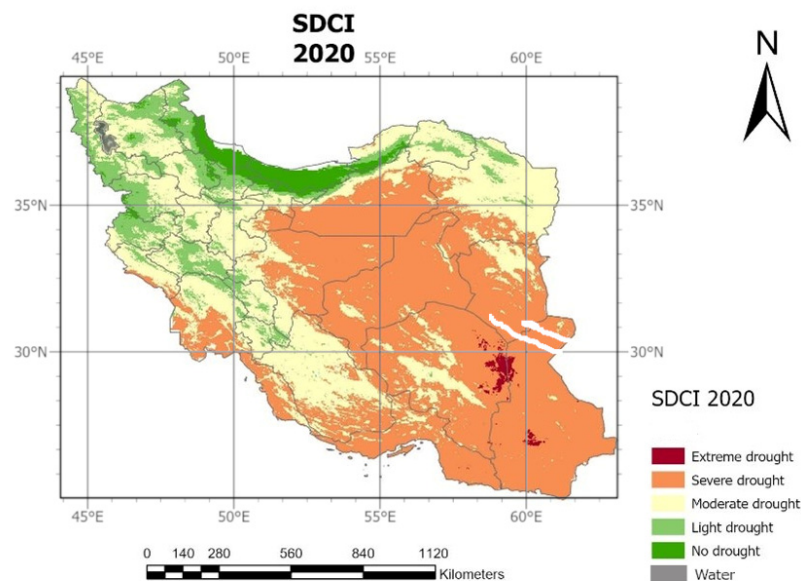 SDCI
2020
N
45°E 50°E 55°E 60°E
35°N 35°N
30°N 30°N
45°E 50°E 55°E 60°E
SDCI 2020
Extreme drought
Severe drought
Moderate drought
Light drought
No drought
Water
0 140 280 560 840 1120
Kilometers